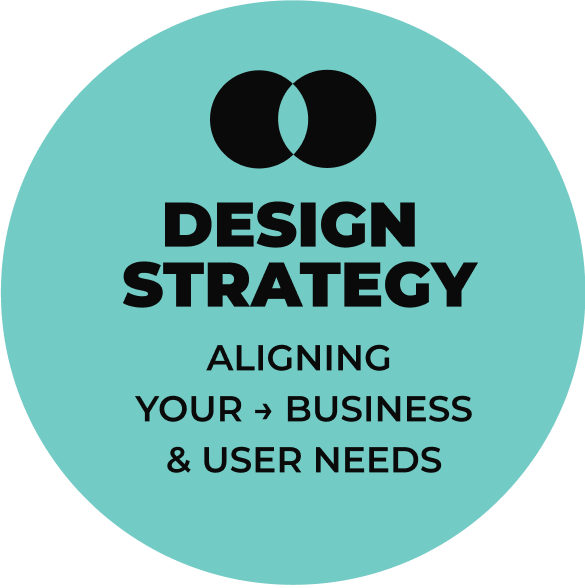 DESIGN
STRATEGY
ALIGNING
YOUR → BUSINESS
& USER NEEDS